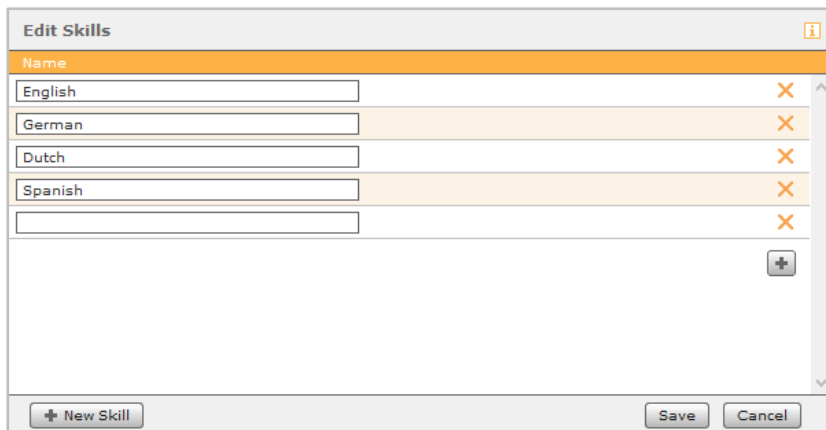 Edit Skills
i
Name
English
German
Dutch
Spanish
New Skill Save Cancel